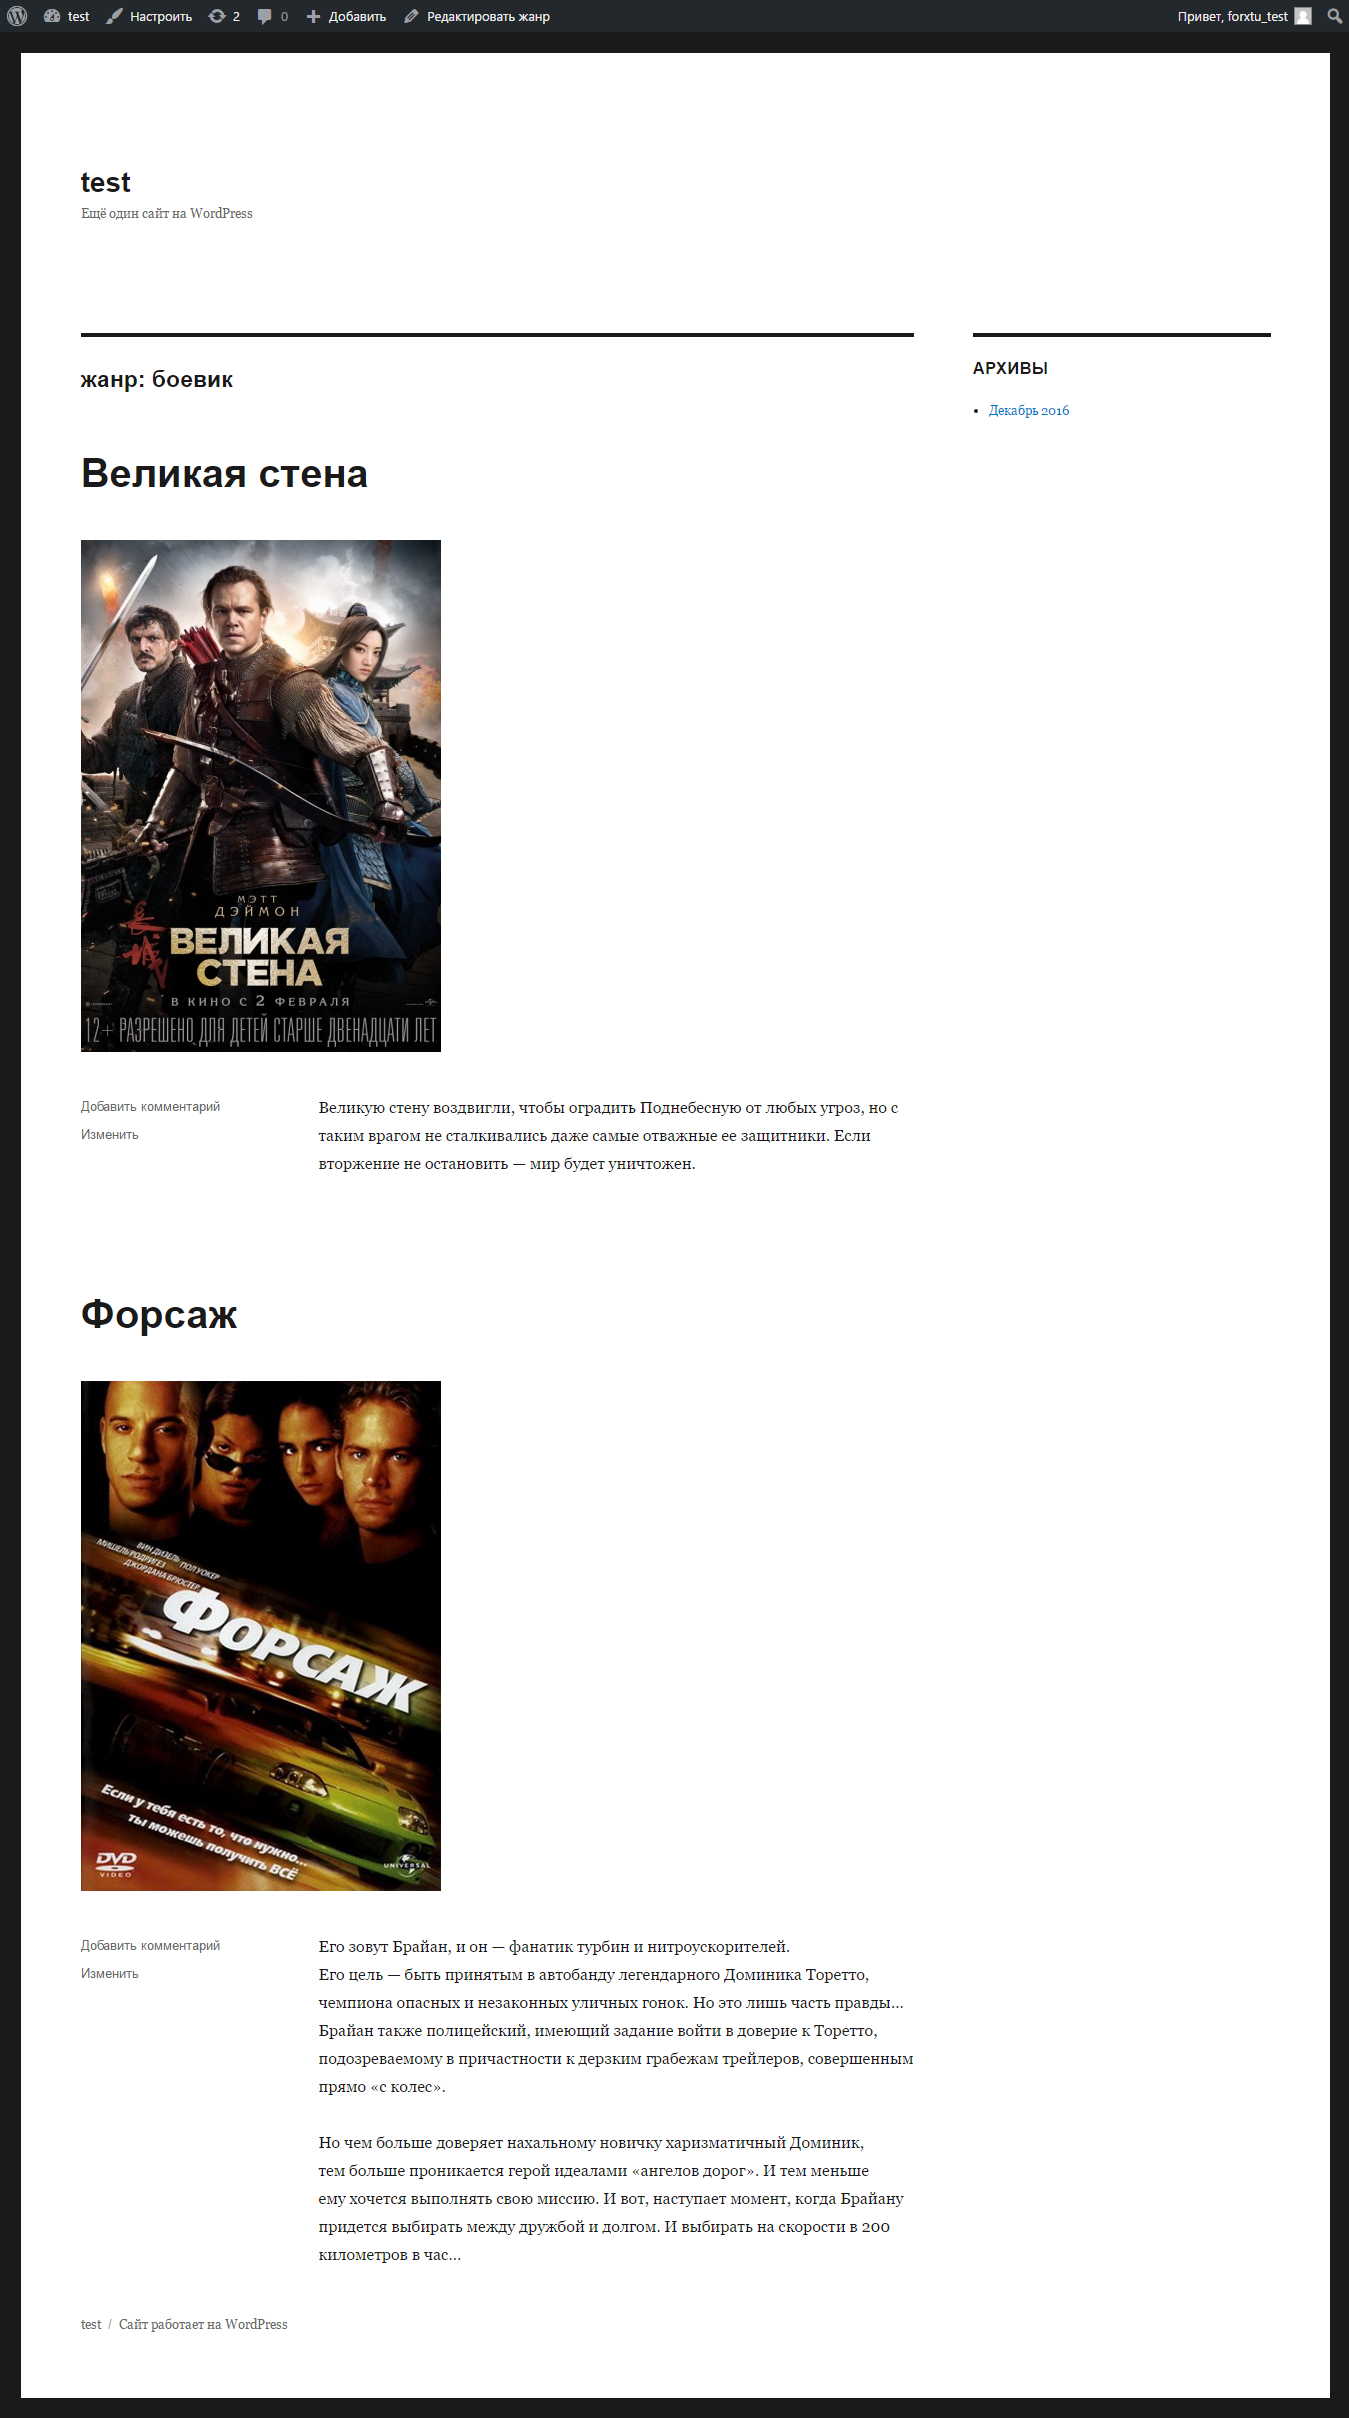 test
Настроить
2
0
Добавить
Редактировать жанр
Привет, forxtu_test
test
Ещё один сайт на WordPress
жанр: боевик
АРХИВЫ
Декабрь 2016
Великая стена
МЭТТ
ДЭЙМОН
ВЕЛИКАЯ
СТЕНА
В КИНО С 2 ФЕВРАЛЯ
12+ РАЗРЕШЕНО ДЛЯ ДЕТЕЙ СТАРШЕ ДВЕНАДЦАТИ ЛЕТ
Добавить комментарий
Изменить
Великую стену воздвигли, чтобы оградить Поднебесную от любых угроз, но с
таким врагом не сталкивались даже самые отважные ее защитники. Если
вторжение не остановить — мир будет уничтожен.
Форсаж
ВИН ДИЗЕЛЬ ПОЛ УОКЕР
МИШЕЛЬ РОДРИГЕЗ
ДЖОРДАНА БРЮСТЕР
ФОРСАЖ
Если у тебя есть то, что нужно...
ты можешь получить ВСЁ
DVD
VIDEO
UNIVERSAL
Добавить комментарий
Изменить
Его зовут Брайан, и он — фанатик турбин и нитроускорителей.
Его цель — быть принятым в автобанду легендарного Доминика Торетто,
чемпиона опасных и незаконных уличных гонок. Но это лишь часть правды…
Брайан также полицейский, имеющий задание войти в доверие к Торетто,
подозреваемому в причастности к дерзким грабежам трейлеров, совершенным
прямо «с колес».
Но чем больше доверяет нахальному новичку харизматичный Доминик,
тем больше проникается герой идеалами «ангелов дорог». И тем меньше
ему хочется выполнять свою миссию. И вот, наступает момент, когда Брайану
придется выбирать между дружбой и долгом. И выбирать на скорости в 200
километров в час…
test / Сайт работает на WordPress